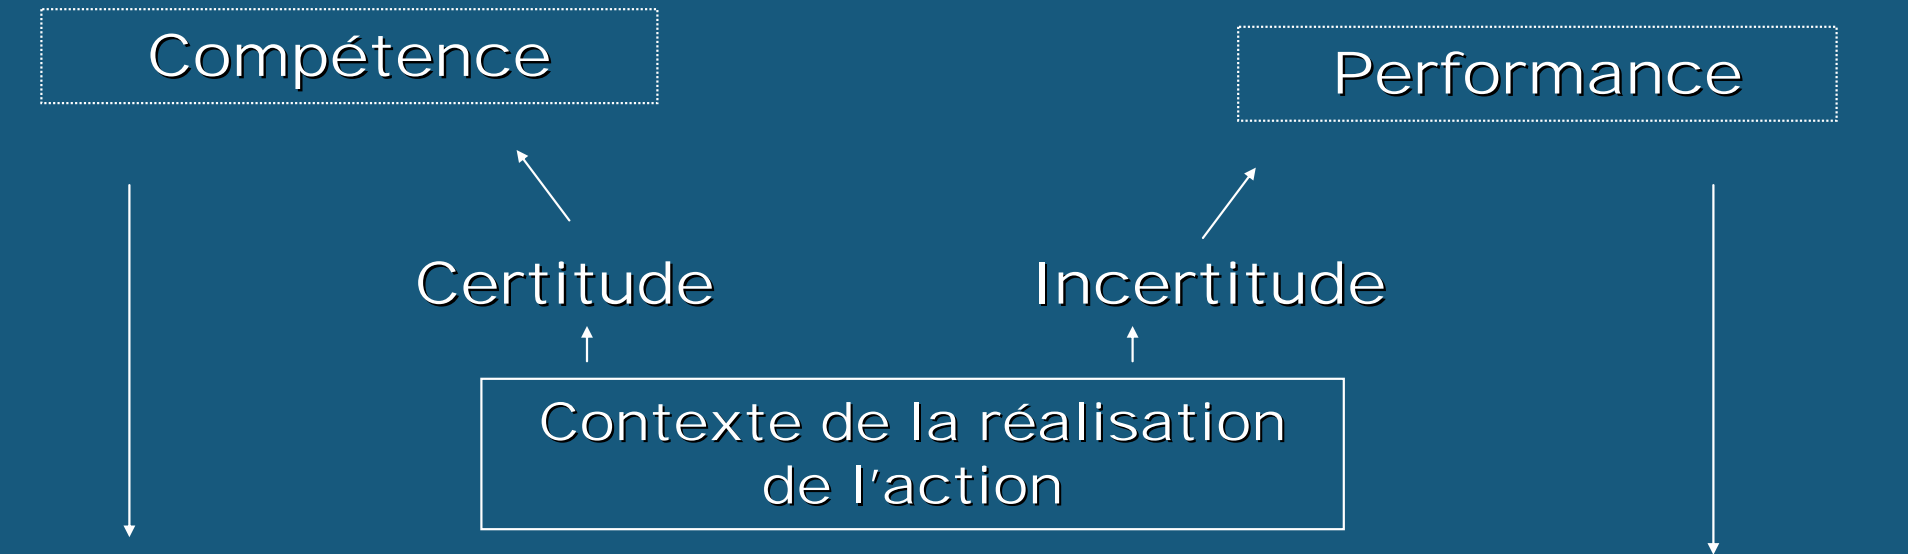 Compétence
Performance
Certitude
Incertitude
Contexte de la réalisation
de l'action